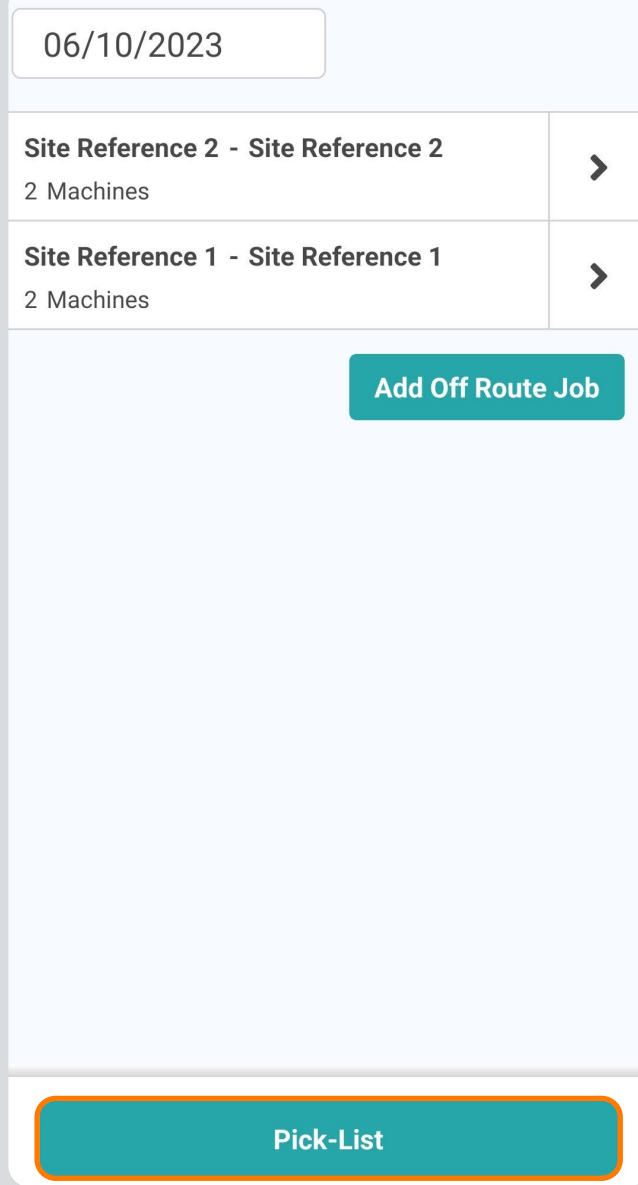 06/10/2023
Site Reference 2 - Site Reference 2
2 Machines
Site Reference 1 - Site Reference 1
2 Machines
Add Off Route Job
Pick-List